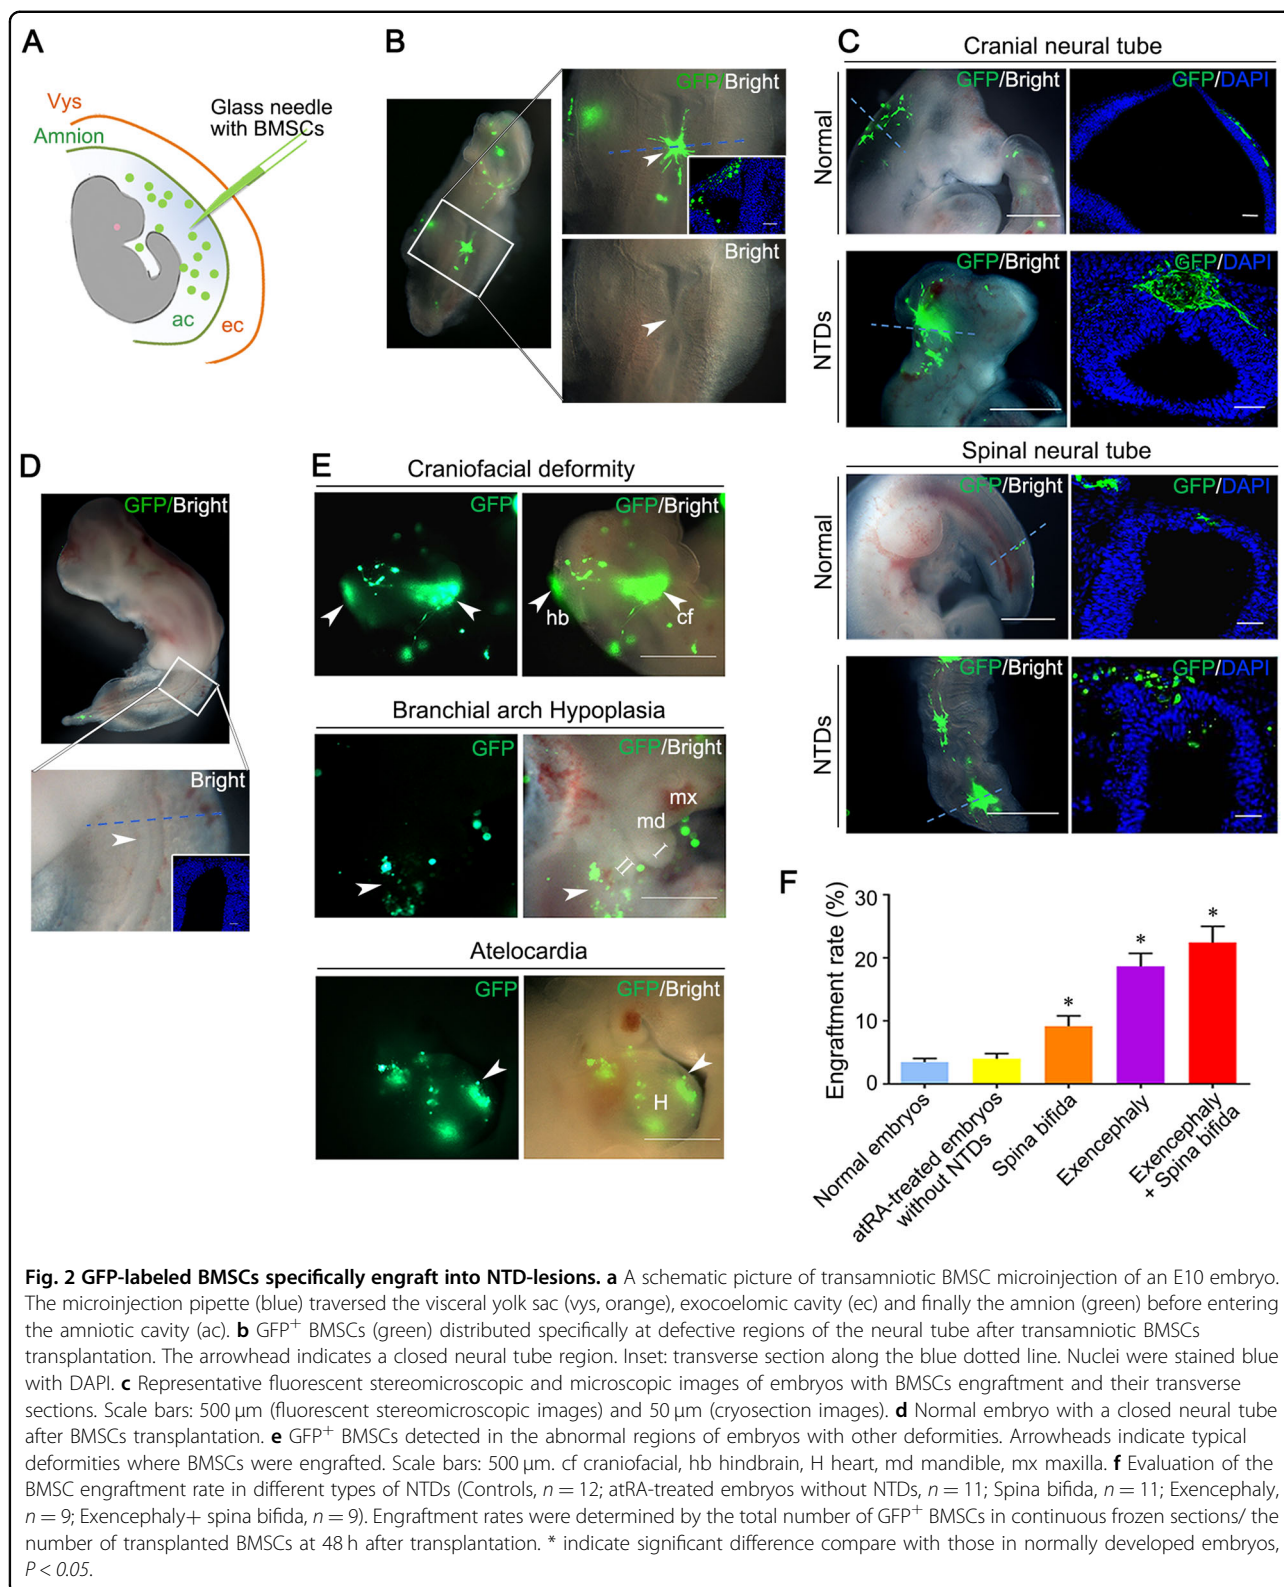 A
Vys
Amnion
Glass needle
with BMSCs
ac
ec
B
GFP/Bright
Bright
C
Cranial neural tube
Normal
GFP/Bright
GFP/DAPI
NTDs
GFP/Bright
GFP/DAPI
Spinal neural tube
Normal
GFP/Bright
GFP/DAPI
NTDs
GFP/Bright
GFP/DAPI
D
GFP/Bright
Bright
E
Craniofacial deformity
GFP
GFP/Bright
hb
cf
Branchial arch Hypoplasia
GFP
GFP/Bright
mx
md
I
II
Atelocardia
GFP
GFP/Bright
H
F
Engraftment rate (%)
30
20
10
0
*
*
*
Normal embryos
atRA-treated embryos
without NTDs
Spina bifida
Exencephaly
Exencephaly
+ Spina bifida
Fig. 2 GFP-labeled BMSCs specifically engraft into NTD-lesions. a A schematic picture of transamniotic BMSC microinjection of an E10 embryo.
The microinjection pipette (blue) traversed the visceral yolk sac (vys, orange), exocoelomic cavity (ec) and finally the amnion (green) before entering
the amniotic cavity (ac). b GFP⁺ BMSCs (green) distributed specifically at defective regions of the neural tube after transamniotic BMSCs
transplantation. The arrowhead indicates a closed neural tube region. Inset: transverse section along the blue dotted line. Nuclei were stained blue
with DAPI. c Representative fluorescent stereomicroscopic and microscopic images of embryos with BMSCs engraftment and their transverse
sections. Scale bars: 500 µm (fluorescent stereomicroscopic images) and 50 µm (cryosection images). d Normal embryo with a closed neural tube
after BMSCs transplantation. e GFP⁺ BMSCs detected in the abnormal regions of embryos with other deformities. Arrowheads indicate typical
deformities where BMSCs were engrafted. Scale bars: 500 µm. cf craniofacial, hb hindbrain, H heart, md mandible, mx maxilla. f Evaluation of the
BMSC engraftment rate in different types of NTDs (Controls, n = 12; atRA-treated embryos without NTDs, n = 11; Spina bifida, n = 11; Exencephaly,
n = 9; Exencephaly+ spina bifida, n = 9). Engraftment rates were determined by the total number of GFP⁺ BMSCs in continuous frozen sections/ the
number of transplanted BMSCs at 48 h after transplantation. * indicate significant difference compare with those in normally developed embryos,
P < 0.05.